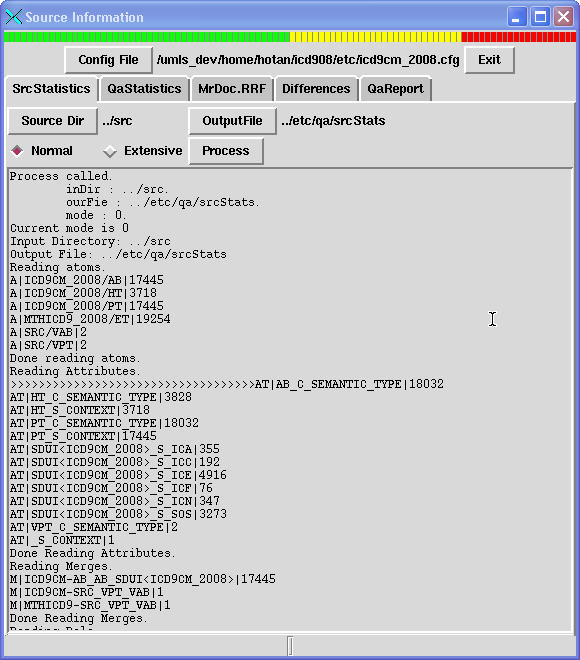 Source Information
Config File /umls_dev/home/hotan/icd908/etc/icd9cm_2008.cfg Exit
SrcStatistics QaStatistics MrDoc.RRF Differences QaReport
Source Dir ../src OutputFile ../etc/qa/srcStats
Normal Extensive Process
Process called.
inDir : ../src.
ourFie : ../etc/qa/srcStats.
mode : 0.
Current mode is 0
Input Directory: ../src
Output File: ../etc/qa/srcStats
Reading atoms.
A|ICD9CM_2008/AB|17445
A|ICD9CM_2008/HT|3718
A|ICD9CM_2008/PT|17445
A|MTHICD9_2008/ET|19254
A|SRC/VAB|2
A|SRC/VPT|2
Done reading atoms.
Reading Attributes.
>>>>>>>>>>>>>>>>>>>>>>>>>>>>>>>>>>>AT|AB_C_SEMANTIC_TYPE|18032
AT|HT_C_SEMANTIC_TYPE|3828
AT|HT_S_CONTEXT|3718
AT|PT_C_SEMANTIC_TYPE|18032
AT|PT_S_CONTEXT|17445
AT|SDUI<ICD9CM_2008>_S_ICA|355
AT|SDUI<ICD9CM_2008>_S_ICC|192
AT|SDUI<ICD9CM_2008>_S_ICE|4916
AT|SDUI<ICD9CM_2008>_S_ICF|76
AT|SDUI<ICD9CM_2008>_S_ICN|347
AT|SDUI<ICD9CM_2008>_S_SOS|3273
AT|VPT_C_SEMANTIC_TYPE|2
AT|_S_CONTEXT|1
Done Reading Attributes.
Reading Merges.
M|ICD9CM-AB_AB_SDUI<ICD9CM_2008>|17445
M|ICD9CM-SRC_VPT_VAB|1
M|MTHICD9-SRC_VPT_VAB|1
Done Reading Merges.